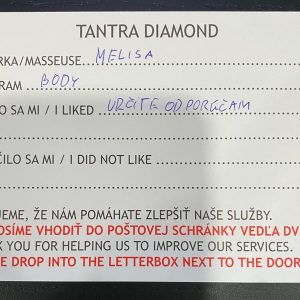 TANTRA DIAMOND
RKA/MASSEUSE MELISA
RAM BODY
LO SA MI / I LIKED URČITE ODPORÚČAM
ČILO SA MI / I DID NOT LIKE
UJEME, ŽE NÁM POMÁHATE ZLEPŠIŤ NAŠE SLUŽBY.
OSÍME VHODIŤ DO POŠTOVEJ SCHRÁNKY VEDĽA DV
K YOU FOR HELPING US TO IMPROVE OUR SERVICES.
E DROP INTO THE LETTERBOX NEXT TO THE DOOR